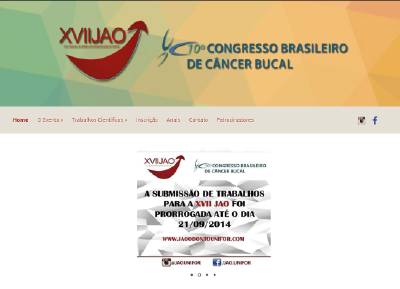 XVIIJAO
10º CONGRESSO BRASILEIRO
DE CÂNCER BUCAL
Home O Evento » Trabalhos Científicos » Inscrição Anais Contato Patrocinadores
XVIIJAO
CONGRESSO BRASILEIRO
DE CÂNCER BUCAL
A SUBMISSÃO DE TRABALHOS
PARA A XVII JAO FOI
PRORROGADA ATÉ O DIA
21/09/2014
WWW.JAOODONTOUNIFOR.COM
@JAOUNIFOR /JAO.UNIFOR